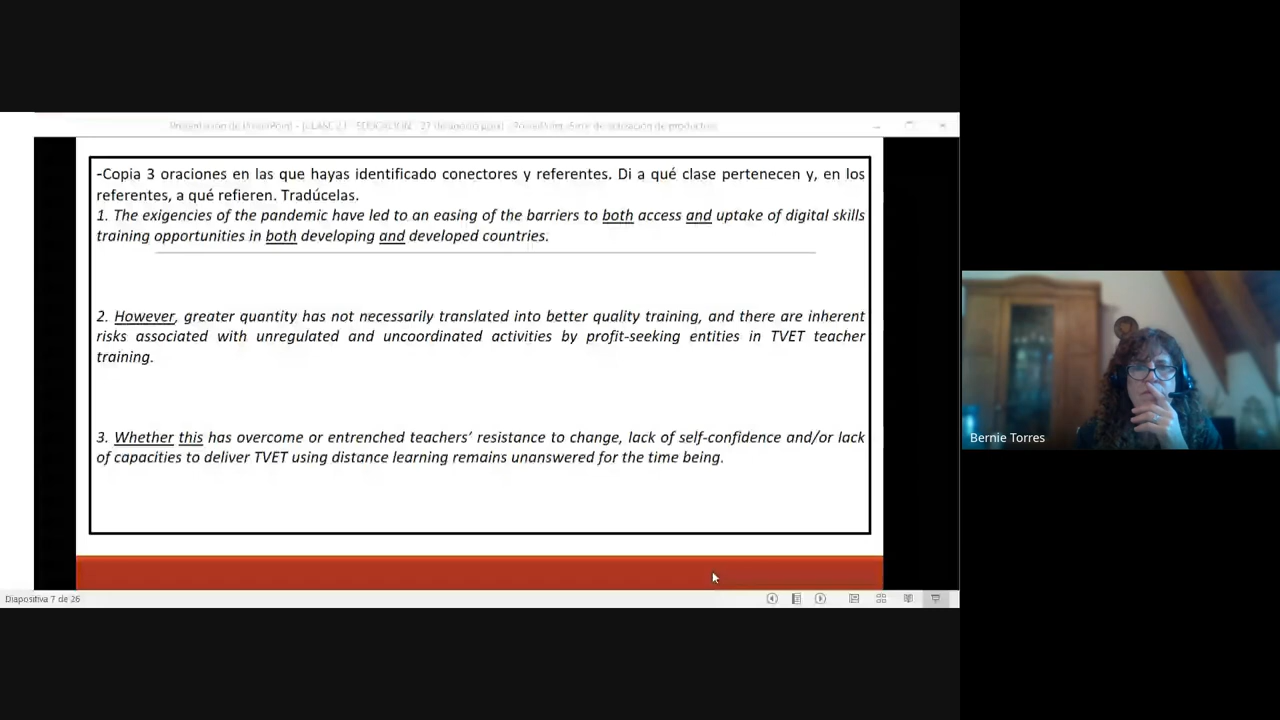 -Copia 3 oraciones en las que hayas identificado conectores y referentes. Di a qué clase pertenecen y, en los
referentes, a qué refieren. Tradúcelas.
1. The exigencies of the pandemic have led to an easing of the barriers to both access and uptake of digital skills
training opportunities in both developing and developed countries.
2. However, greater quantity has not necessarily translated into better quality training, and there are inherent
risks associated with unregulated and uncoordinated activities by profit-seeking entities in TVET teacher
training.
3. Whether this has overcome or entrenched teachers’ resistance to change, lack of self-confidence and/or lack
of capacities to deliver TVET using distance learning remains unanswered for the time being.
Bernie Torres
Diapositiva 7 de 26